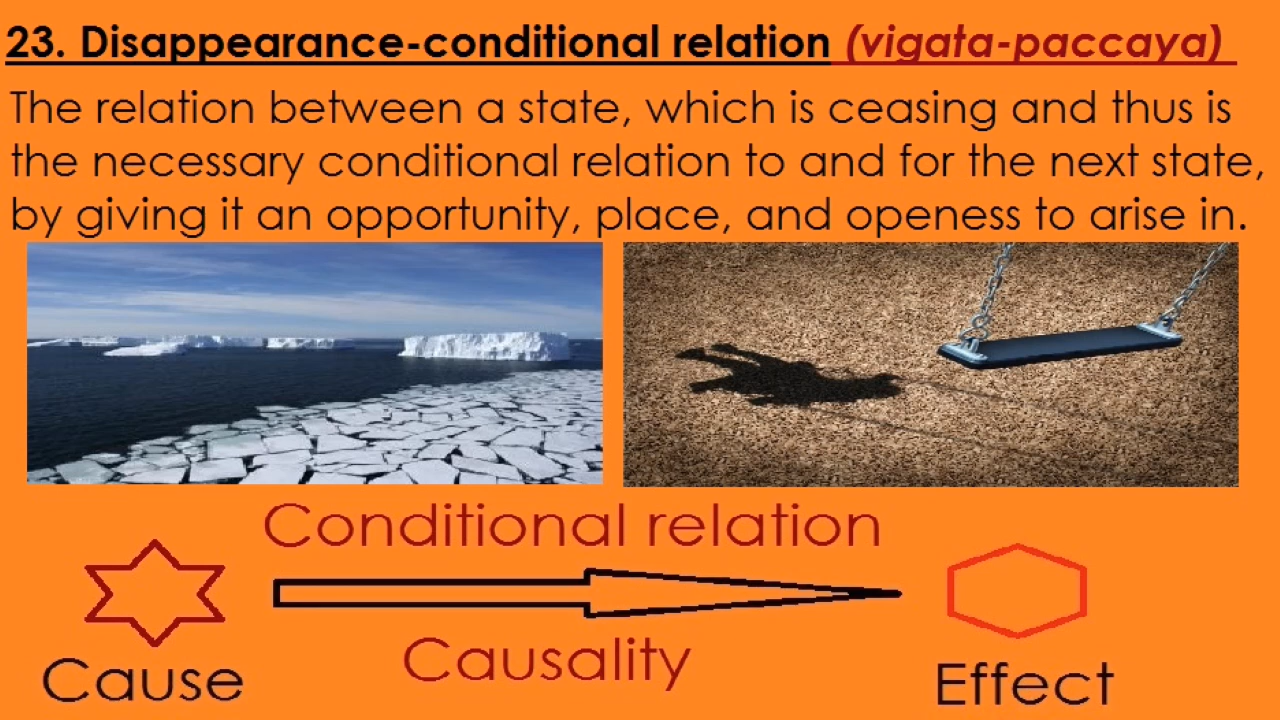 23. Disappearance-conditional relation (vigata-paccaya)
The relation between a state, which is ceasing and thus is
the necessary conditional relation to and for the next state,
by giving it an opportunity, place, and openess to arise in.
Conditional relation
Causality
Cause
Effect